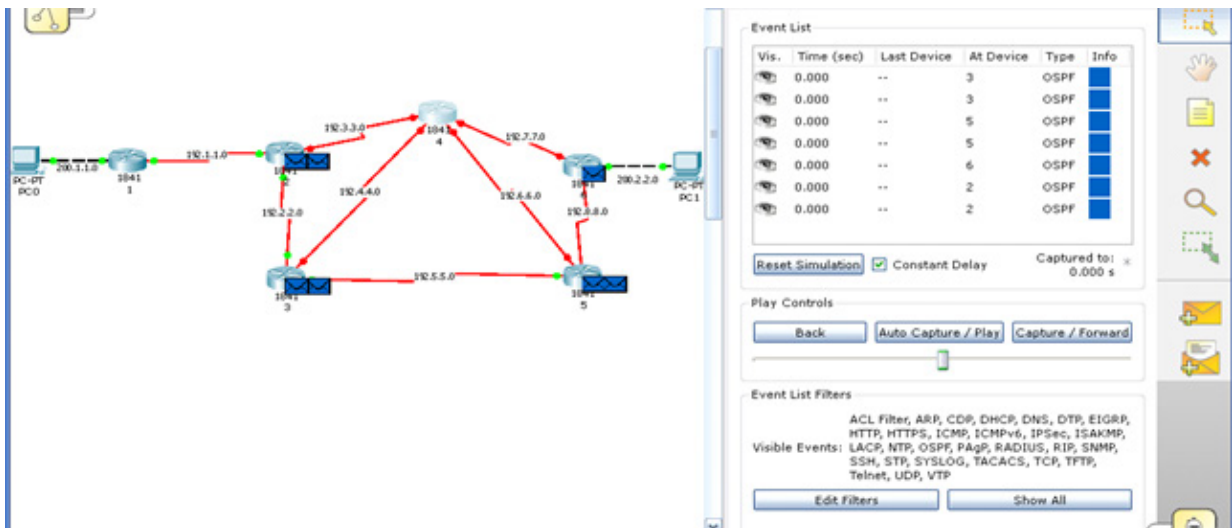 192.3.3.0
1841
4
192.7.7.0
192.1.1.0
1841
200.1.1.0
PC-PT
PC0
1841
1
200.2.2.0
PC-PT
PC1
192.4.4.0
192.6.6.0
192.2.2.0
192.8.8.0
192.5.5.0
1841
3
1841
5
Event List
Vis. Time (sec) Last Device At Device Type Info
0.000 -- 3 OSPF
0.000 -- 3 OSPF
0.000 -- 5 OSPF
0.000 -- 5 OSPF
0.000 -- 6 OSPF
0.000 -- 2 OSPF
0.000 -- 2 OSPF
Reset Simulation Constant Delay Captured to: *
0.000 s
Play Controls
Back Auto Capture / Play Capture / Forward
Event List Filters
Visible Events: ACL Filter, ARP, CDP, DHCP, DNS, DTP, EIGRP,
HTTP, HTTPS, ICMP, ICMPv6, IPSec, ISAKMP,
LACP, NTP, OSPF, PAgP, RADIUS, RIP, SNMP,
SSH, STP, SYSLOG, TACACS, TCP, TFTP,
Telnet, UDP, VTP
Edit Filters Show All